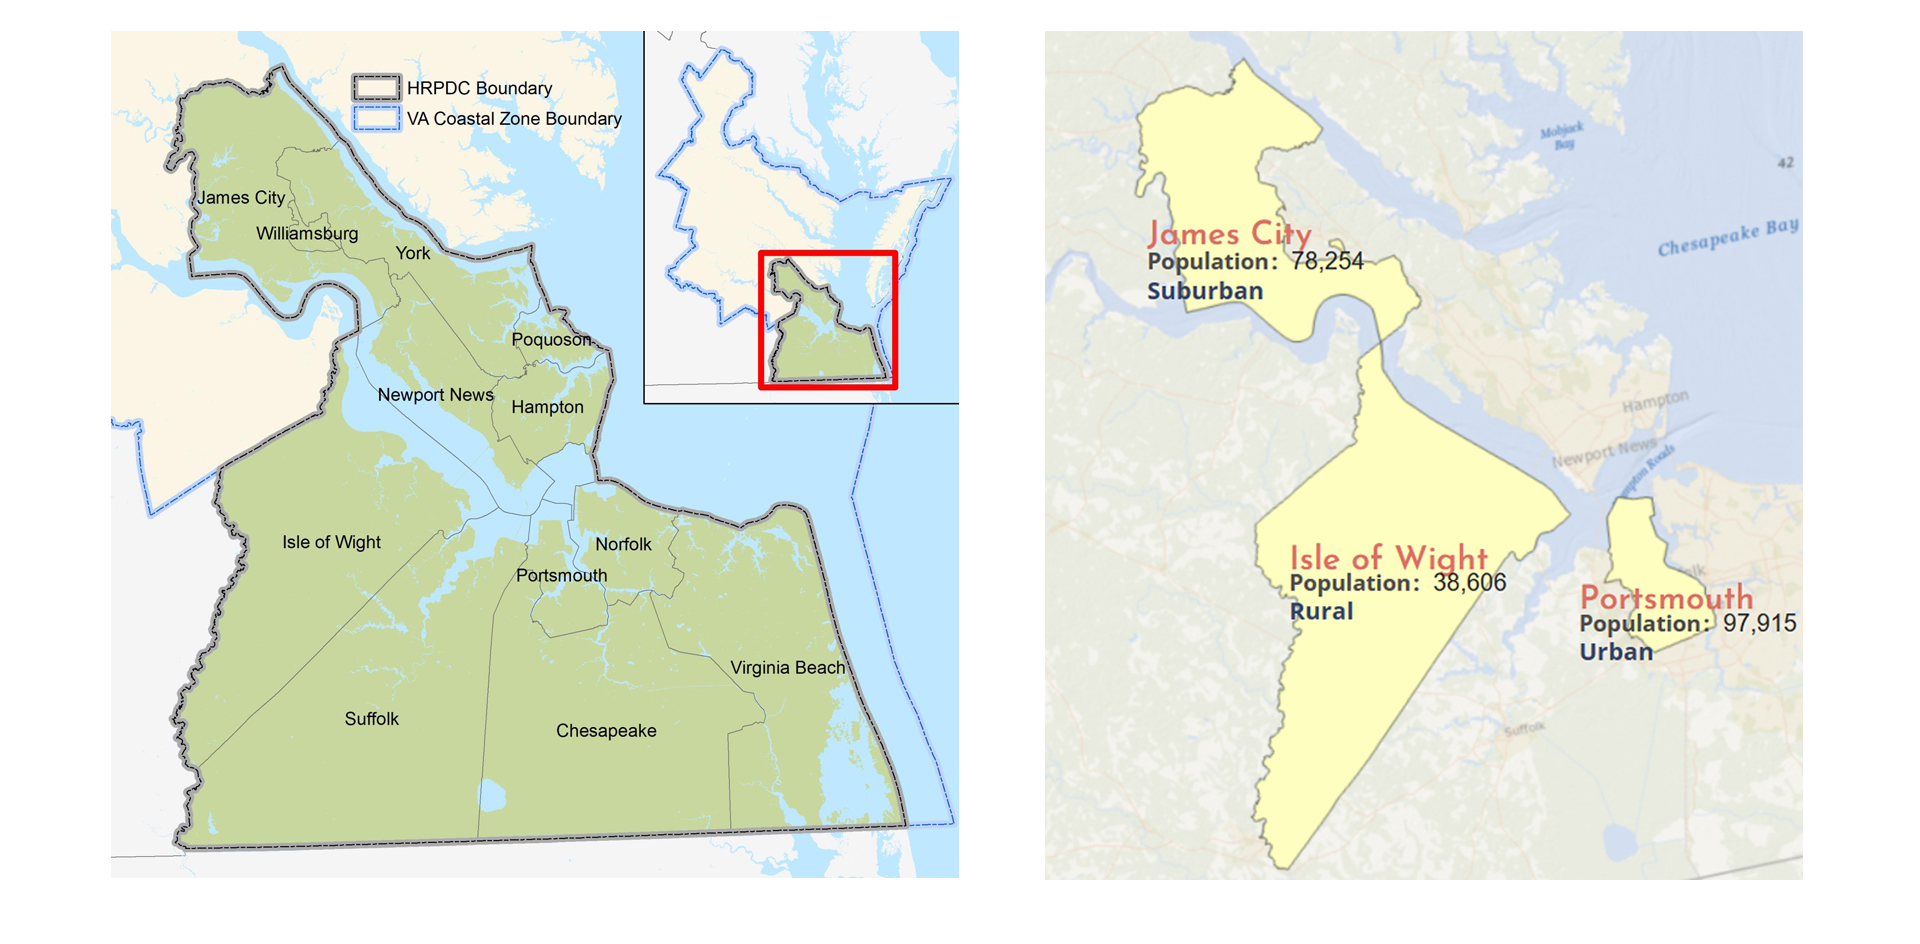 HRPDC Boundary
VA Coastal Zone Boundary
James City
Williamsburg
York
Poquoson
Newport News
Hampton
Isle of Wight
Norfolk
Portsmouth
Virginia Beach
Suffolk
Chesapeake
Mobjack
Bay
42
Chesapeake Bay
James City
Population: 78,254
Suburban
Hampton
Newport News
Roads
Isle of Wight
Population: 38,606
Rural
Portsmouth
Population: 97,915
Urban
Suffolk